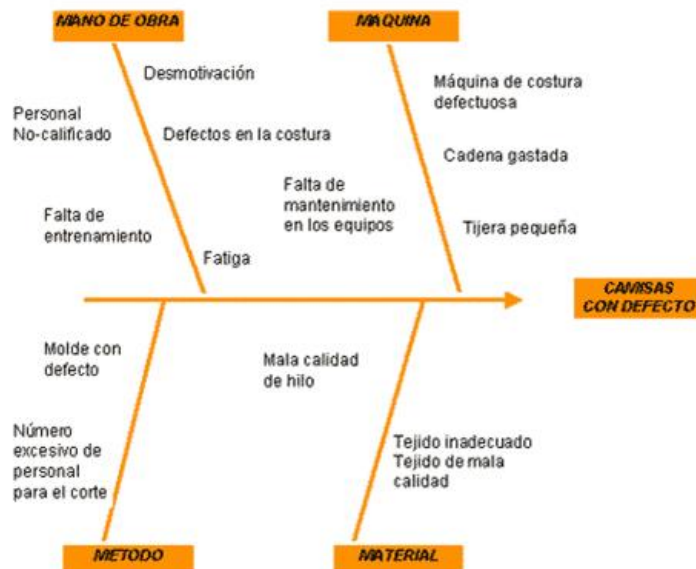 MANO DE OBRA
MAQUINA
Desmotivación
Personal
No-calificado
Defectos en la costura
Falta de
entrenamiento
Fatiga
Máquina de costura
defectuosa
Cadena gastada
Falta de
mantenimiento
en los equipos
Tijera pequeña
CAMISAS
CON DEFECTO
Molde con
defecto
Número
excesivo de
personal
para el corte
Mala calidad
de hilo
Tejido inadecuado
Tejido de mala
calidad
METODO
MATERIAL